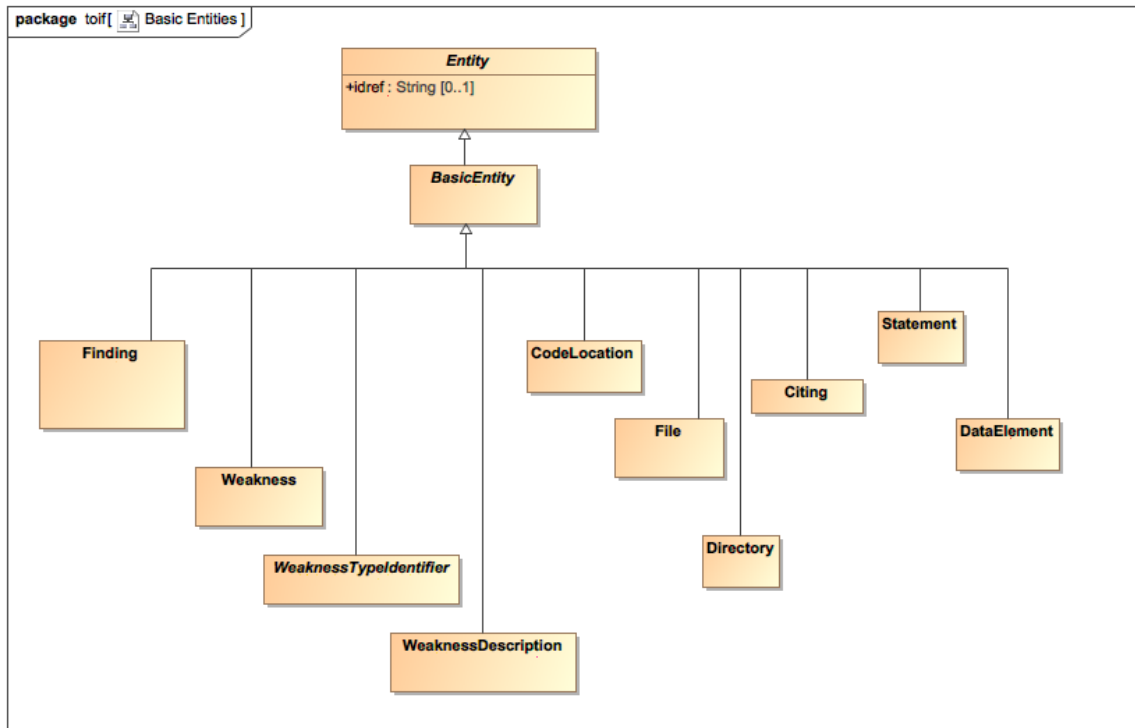 package toif[ Basic Entities ]
Entity
+idref : String [0..1]
BasicEntity
Statement
Finding
CodeLocation
Citing
File
DataElement
Weakness
Directory
WeaknessTypeIdentifier
WeaknessDescription